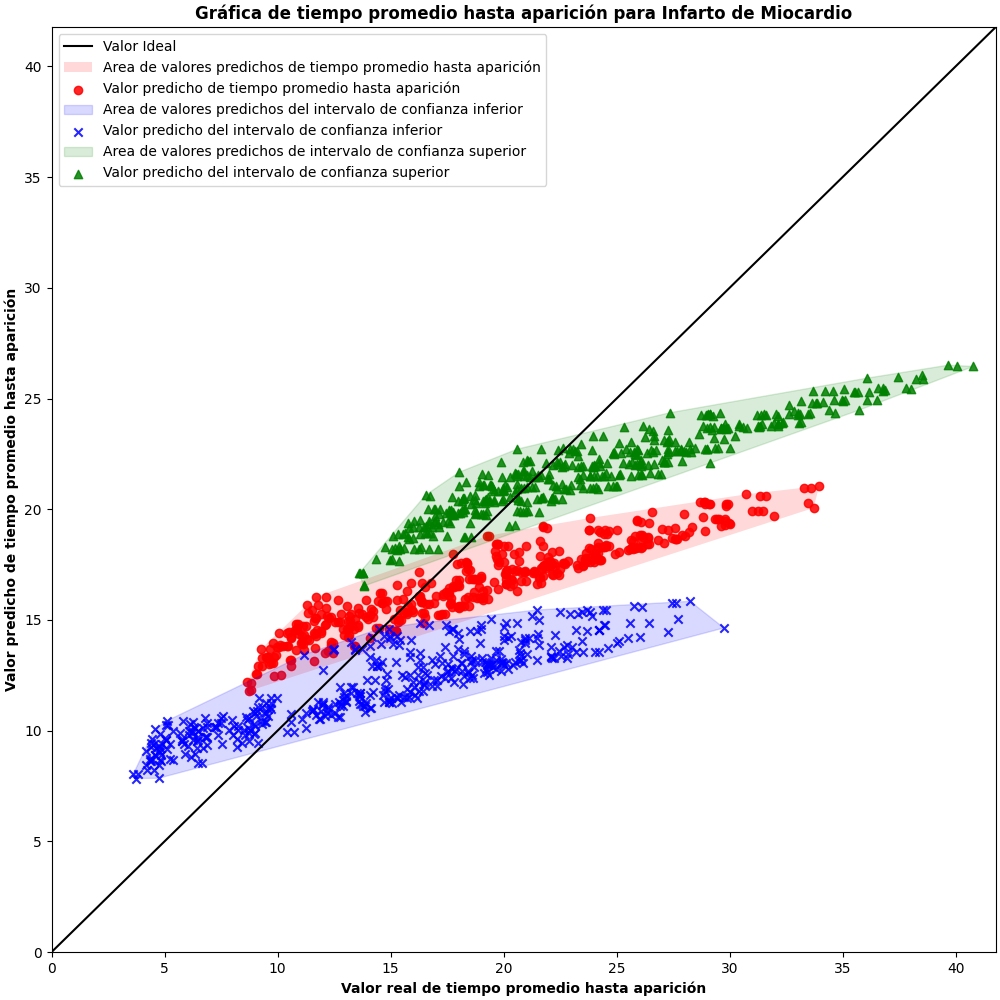 Gráfica de tiempo promedio hasta aparición para Infarto de Miocardio
Valor Ideal
Area de valores predichos de tiempo promedio hasta aparición
Valor predicho de tiempo promedio hasta aparición
Area de valores predichos del intervalo de confianza inferior
Valor predicho del intervalo de confianza inferior
Area de valores predichos de intervalo de confianza superior
Valor predicho del intervalo de confianza superior
Valor predicho de tiempo promedio hasta aparición
40
35
30
25
20
15
10
5
0
0 5 10 15 20 25 30 35 40
Valor real de tiempo promedio hasta aparición